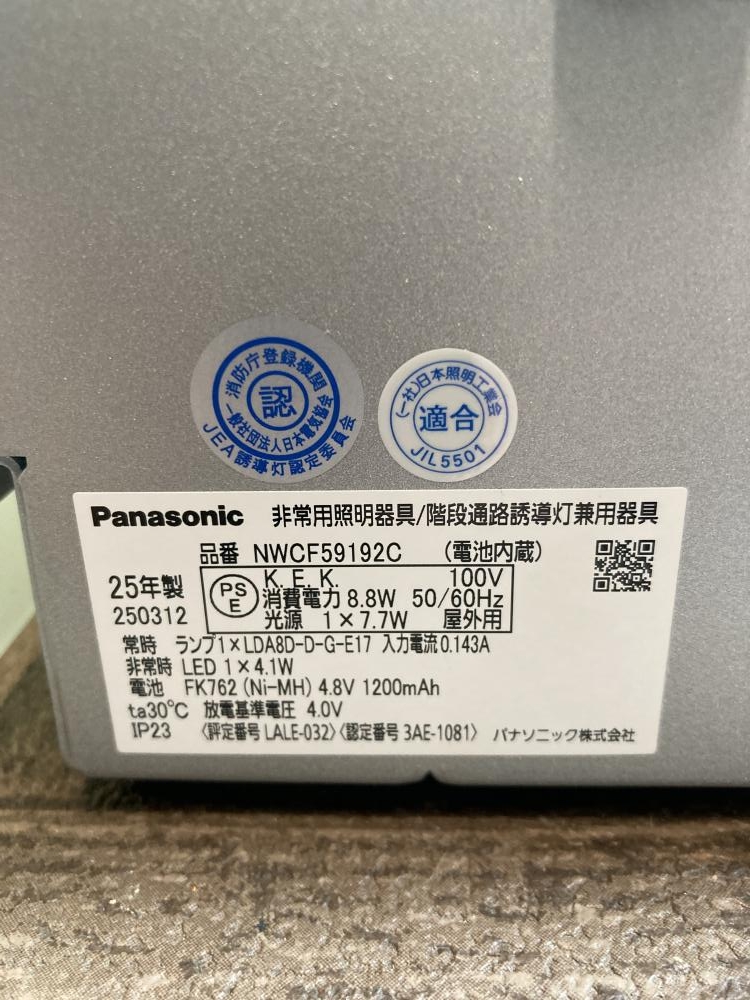 消防庁登録機関
認
一般社団法人日本電気協会
JEA誘導灯認定委員会
(一社)日本照明工業会
適合
JIL5501
Panasonic 非常用照明器具/階段通路誘導灯兼用器具
品番 NWCF59192C (電池内蔵)
25年製
250312
PSE
K. E. K. 100V
消費電力 8.8W 50/60Hz
光源 1×7.7W 屋外用
常時 ランプ1×LDA8D-D-G-E17 入力電流0.143A
非常時 LED 1×4.1W
電池 FK762 (Ni-MH) 4.8V 1200mAh
ta30℃ 放電基準電圧 4.0V
IP23 〈評定番号 LALE-032〉〈認定番号 3AE-1081〉 パナソニック株式会社